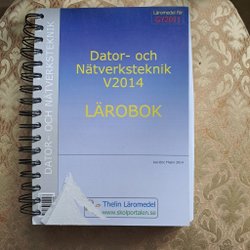 Läromedel för
Gy2011
Dator- och
Nätverksteknik
V2014
LÄROBOK
DATOR- OCH NÄTVERKSTEKNIK
Thelin Läromedel
www.skolportalen.se